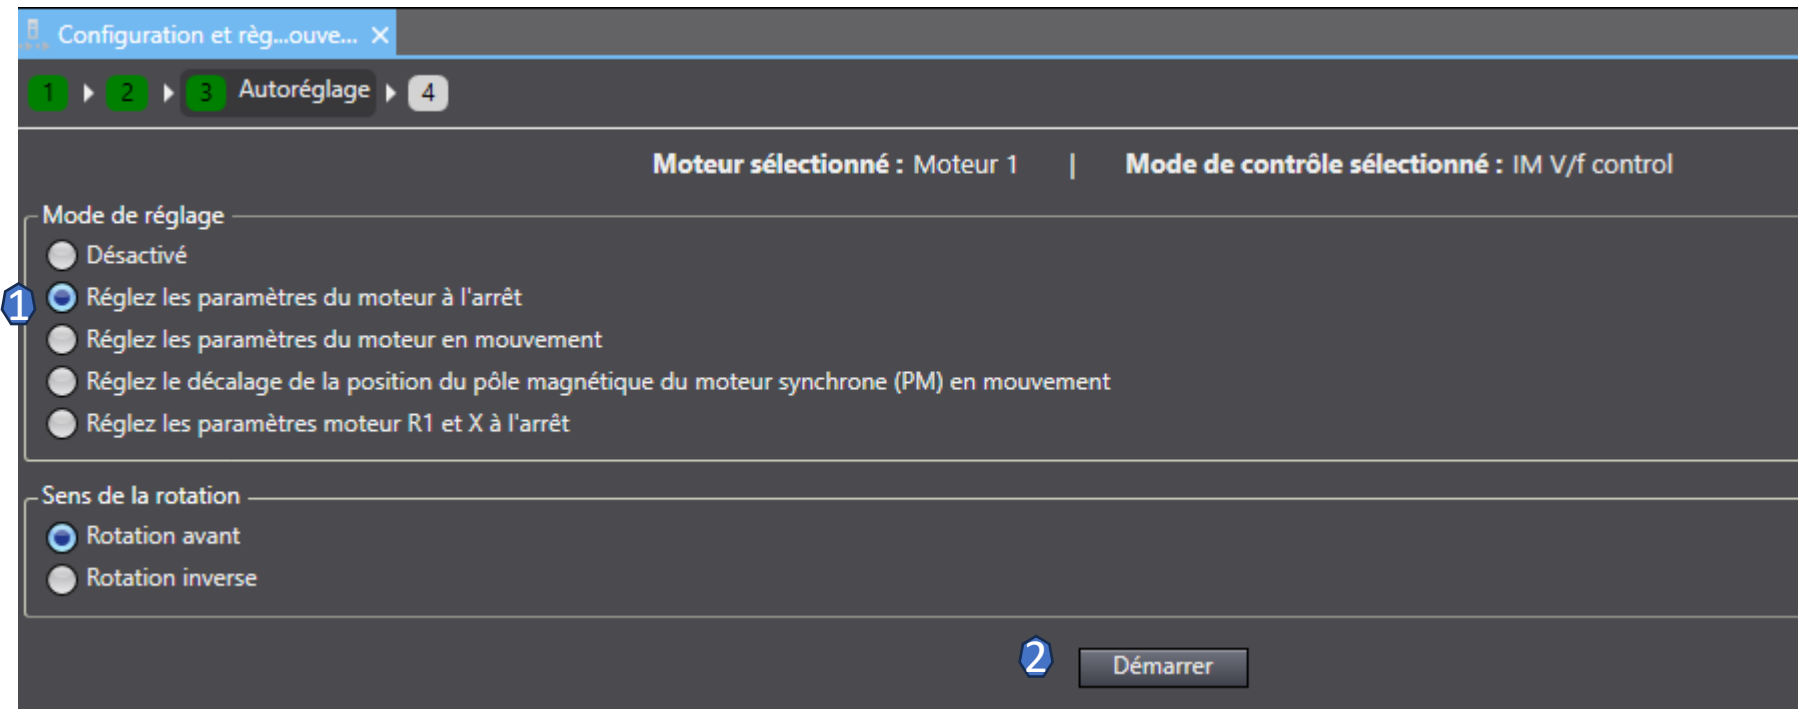 Configuration et règ...ouve... ×
1 2 3 Autoréglage 4
Moteur sélectionné : Moteur 1 | Mode de contrôle sélectionné : IM V/f control
Mode de réglage
Désactivé
1 Réglez les paramètres du moteur à l'arrêt
Réglez les paramètres du moteur en mouvement
Réglez le décalage de la position du pôle magnétique du moteur synchrone (PM) en mouvement
Réglez les paramètres moteur R1 et X à l'arrêt
Sens de la rotation
Rotation avant
Rotation inverse
2 Démarrer